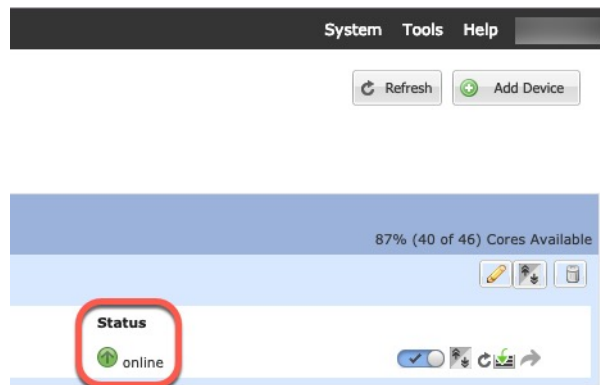 System Tools Help
Refresh Add Device
87% (40 of 46) Cores Available
Status
online